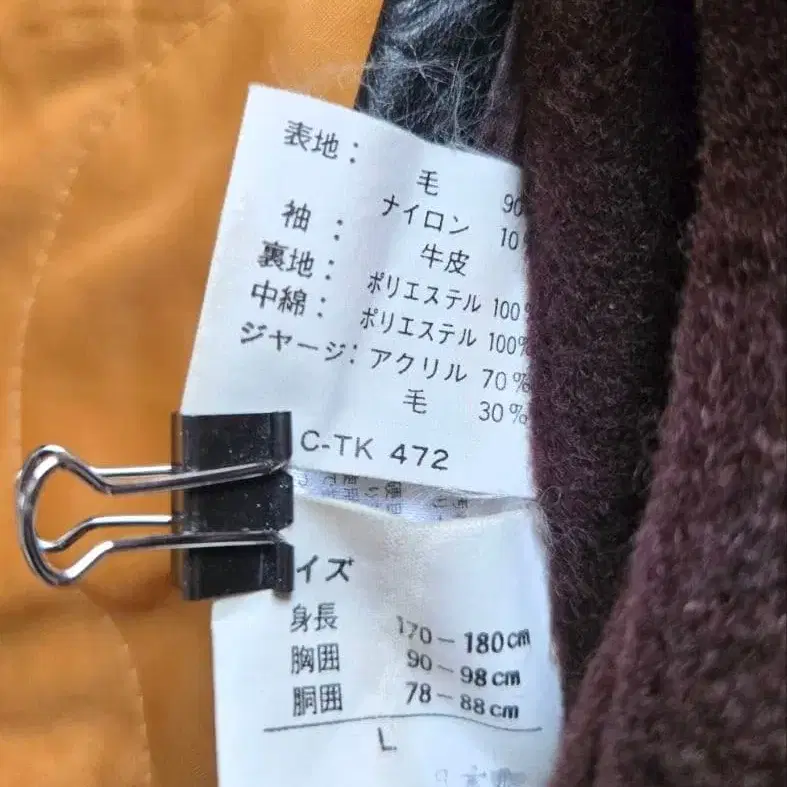 表地: 毛 90
ナイロン 10%
袖: 牛皮
裏地: ポリエステル 100%
中綿: ポリエステル 100%
ジャージ: アクリル 70%
毛 30%
C-TK 472
イズ
身長 170-180cm
胸囲 90-98cm
胴囲 78-88cm
L